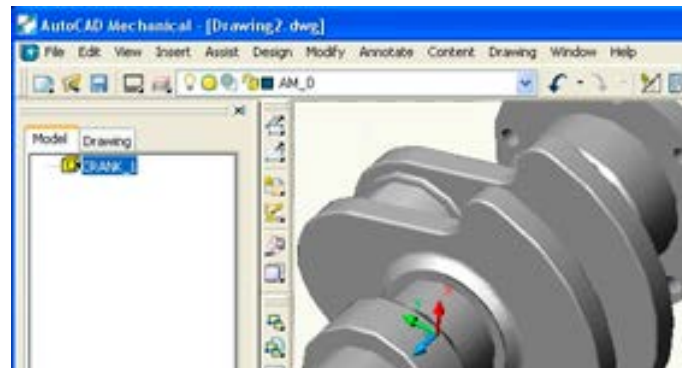 AutoCAD Mechanical - [Drawing2.dwg]
File Edit View Insert Assist Design Modify Annotate Content Drawing Window Help
AM_0
Model Drawing
CRANK_1